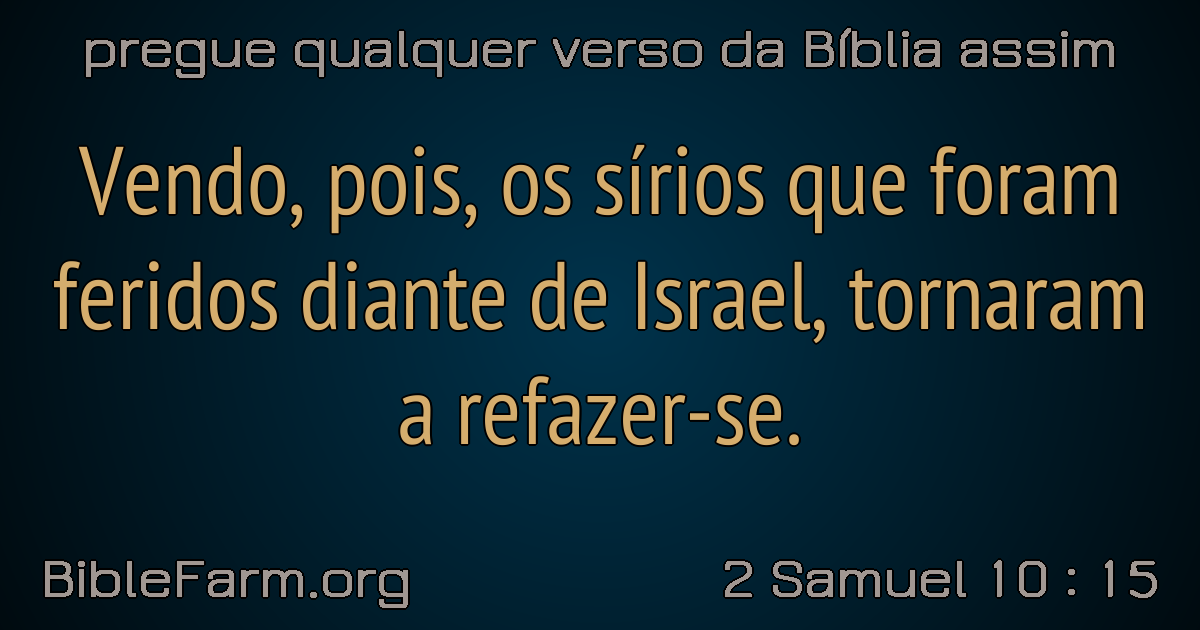 pregue qualquer verso da Bíblia assim
Vendo, pois, os sírios que foram
feridos diante de Israel, tornaram
a refazer-se.
BibleFarm.org
2 Samuel 10 : 15